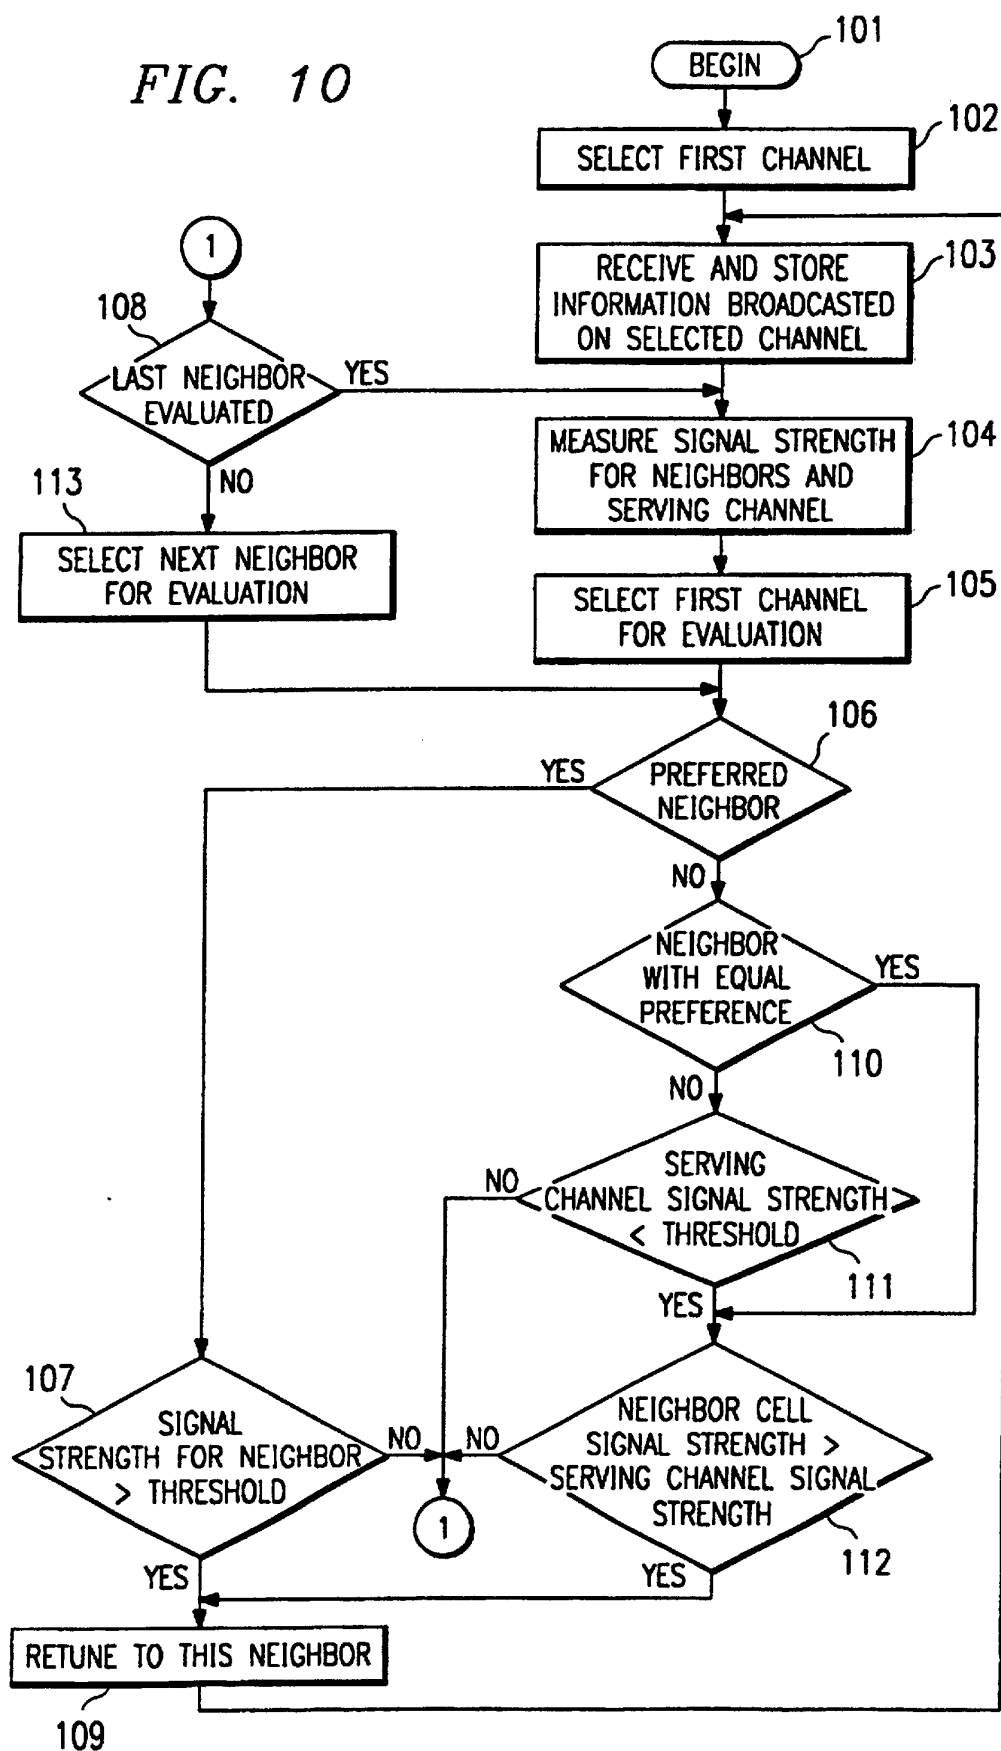 FIG. 10
101
BEGIN
102
SELECT FIRST CHANNEL
1
103
RECEIVE AND STORE
INFORMATION BROADCASTED
ON SELECTED CHANNEL
108
LAST NEIGHBOR
EVALUATED
YES
NO
104
MEASURE SIGNAL STRENGTH
FOR NEIGHBORS AND
SERVING CHANNEL
113
SELECT NEXT NEIGHBOR
FOR EVALUATION
105
SELECT FIRST CHANNEL
FOR EVALUATION
106
YES
PREFERRED
NEIGHBOR
NO
NEIGHBOR
WITH EQUAL
PREFERENCE
YES
110
NO
SERVING
CHANNEL SIGNAL STRENGTH
< THRESHOLD
NO
111
YES
107
SIGNAL
STRENGTH FOR NEIGHBOR
> THRESHOLD
NO
NO
NEIGHBOR CELL
SIGNAL STRENGTH >
SERVING CHANNEL SIGNAL
STRENGTH
1
112
YES
YES
RETUNE TO THIS NEIGHBOR
109